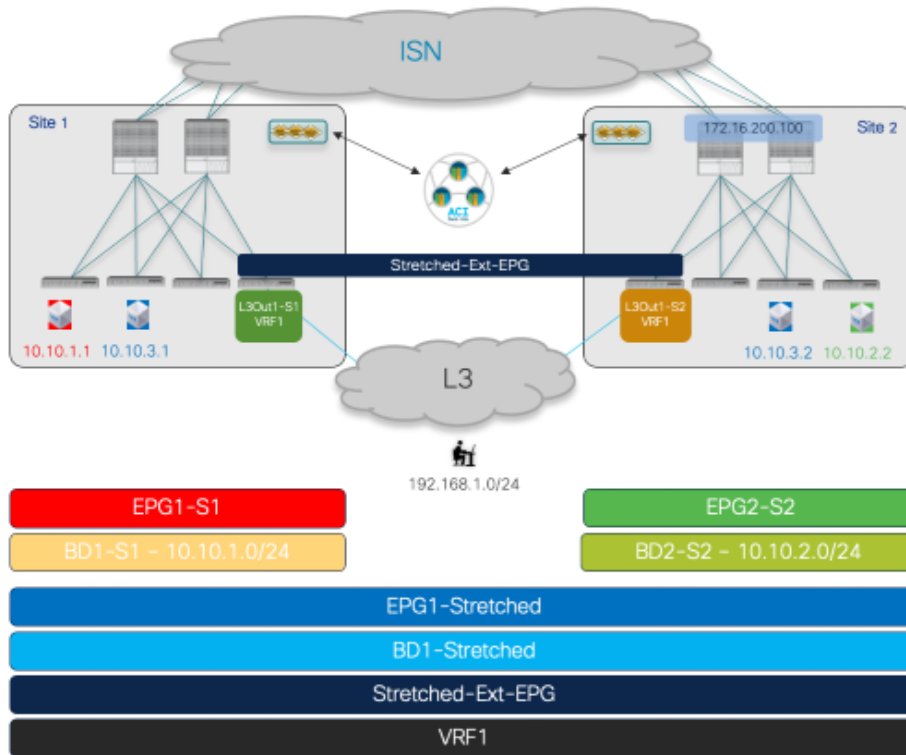 ISN
Site 1
172.16.200.100
Site 2
ACI
Stretched-Ext-EPG
L3Out1-S1
VRF1
L3Out1-S2
VRF1
10.10.1.1
10.10.3.1
10.10.3.2
10.10.2.2
L3
192.168.1.0/24
EPG1-S1
EPG2-S2
BD1-S1 - 10.10.1.0/24
BD2-S2 - 10.10.2.0/24
EPG1-Stretched
BD1-Stretched
Stretched-Ext-EPG
VRF1